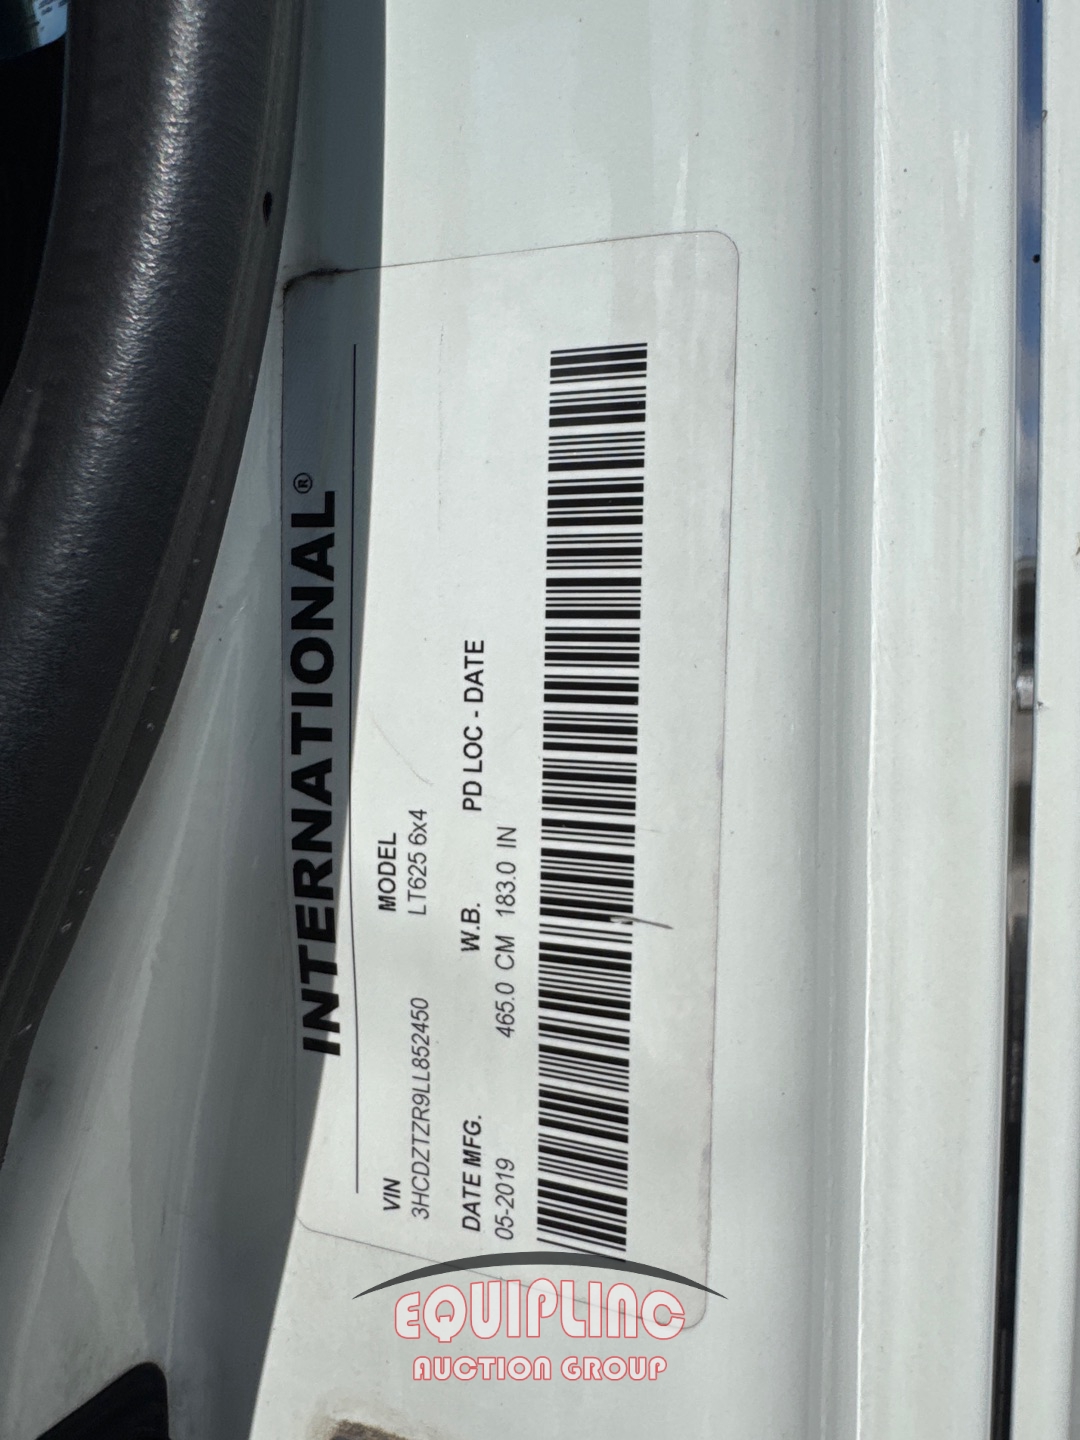 INTERNATIONAL®
VIN MODEL
3HCDZTZR9LL852450 LT625 6x4
DATE MFG. W.B. PD LOC - DATE
05-2019 465.0 CM 183.0 IN
EQUIPLINC
AUCTION GROUP